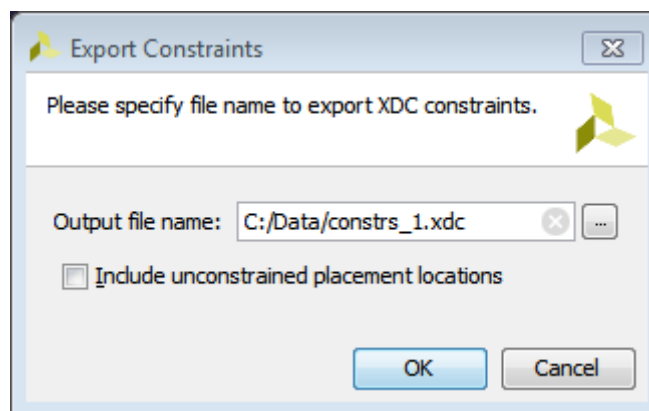 Export Constraints
Please specify file name to export XDC constraints.
Output file name: C:/Data/constrs_1.xdc ...
Include unconstrained placement locations
OK Cancel